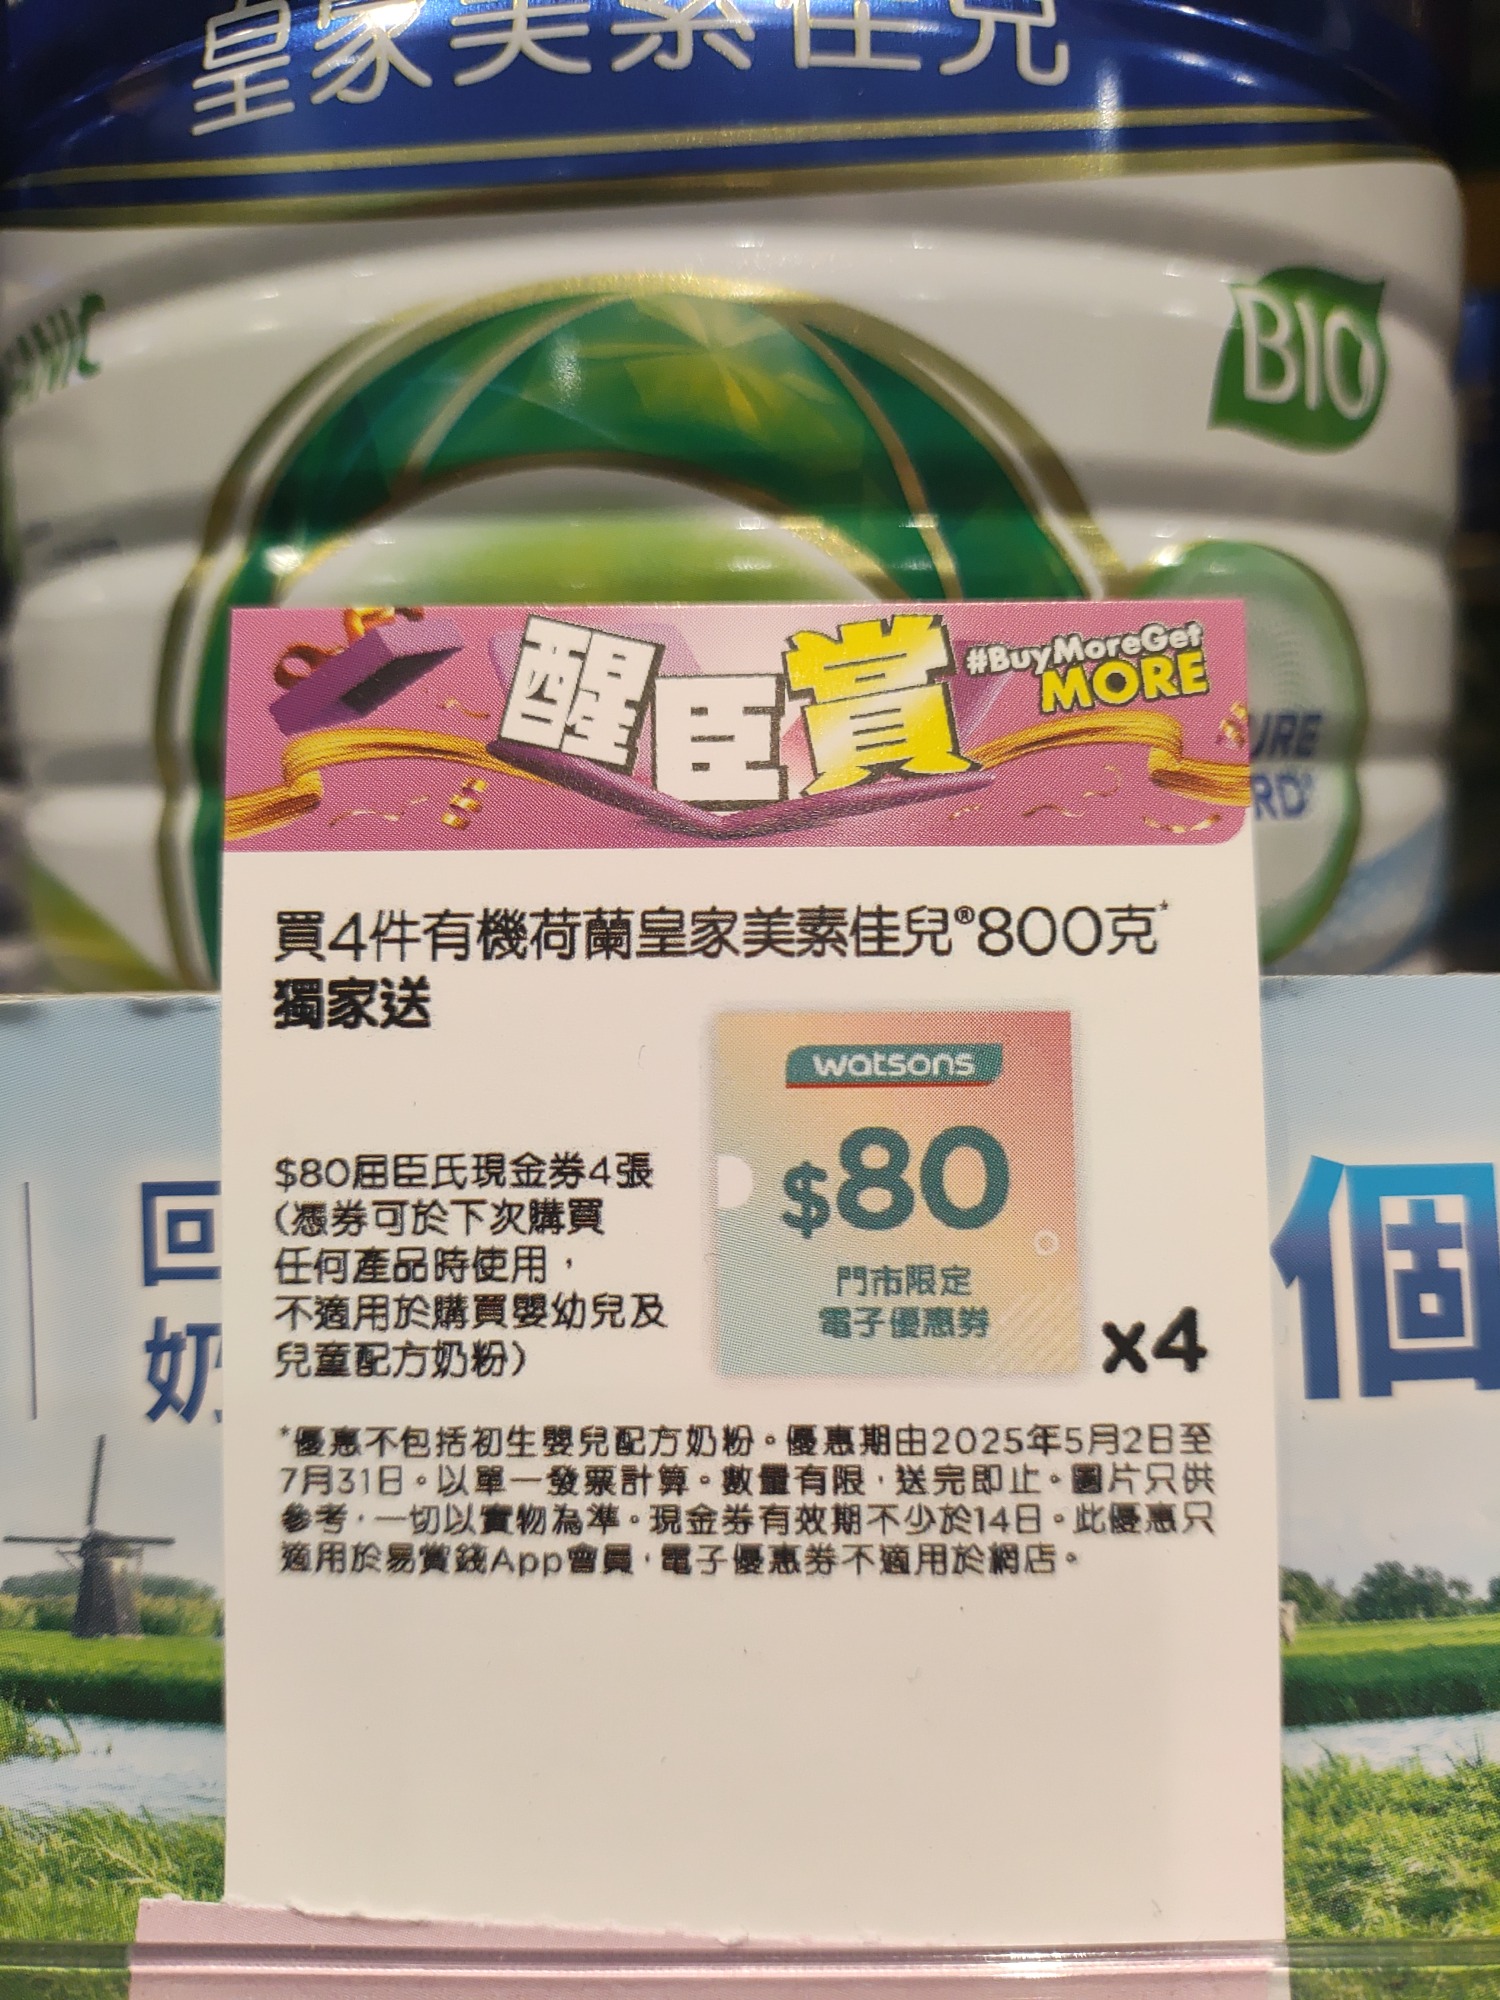 皇家美素佳兒
BIO
醒臣賞
#BuyMoreGet
MORE
買4件有機荷蘭皇家美素佳兒®800克*
獨家送
watsons
$80
門市限定
電子優惠券
x4
$80屈臣氏現金券4張
(憑券可於下次購買
任何產品時使用，
不適用於購買嬰幼兒及
兒童配方奶粉)
*優惠不包括初生嬰兒配方奶粉。優惠期由2025年5月2日至
7月31日。以單一發票計算。數量有限，送完即止。圖片只供
參考，一切以實物為準。現金券有效期不少於14日。此優惠只
適用於易賞錢App會員，電子優惠券不適用於網店。
回
奶
個